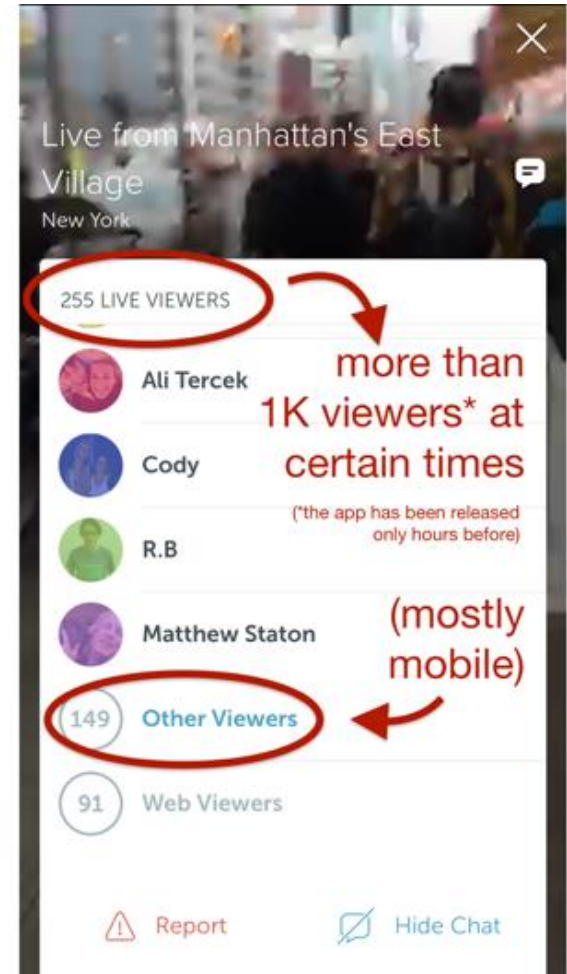 Live from Manhattan's East
Village
New York
255 LIVE VIEWERS
more than
1K viewers* at
certain times
(*the app has been released
only hours before)
Ali Tercek
Cody
R.B
Matthew Staton
(mostly
mobile)
149 Other Viewers
91 Web Viewers
Report
Hide Chat